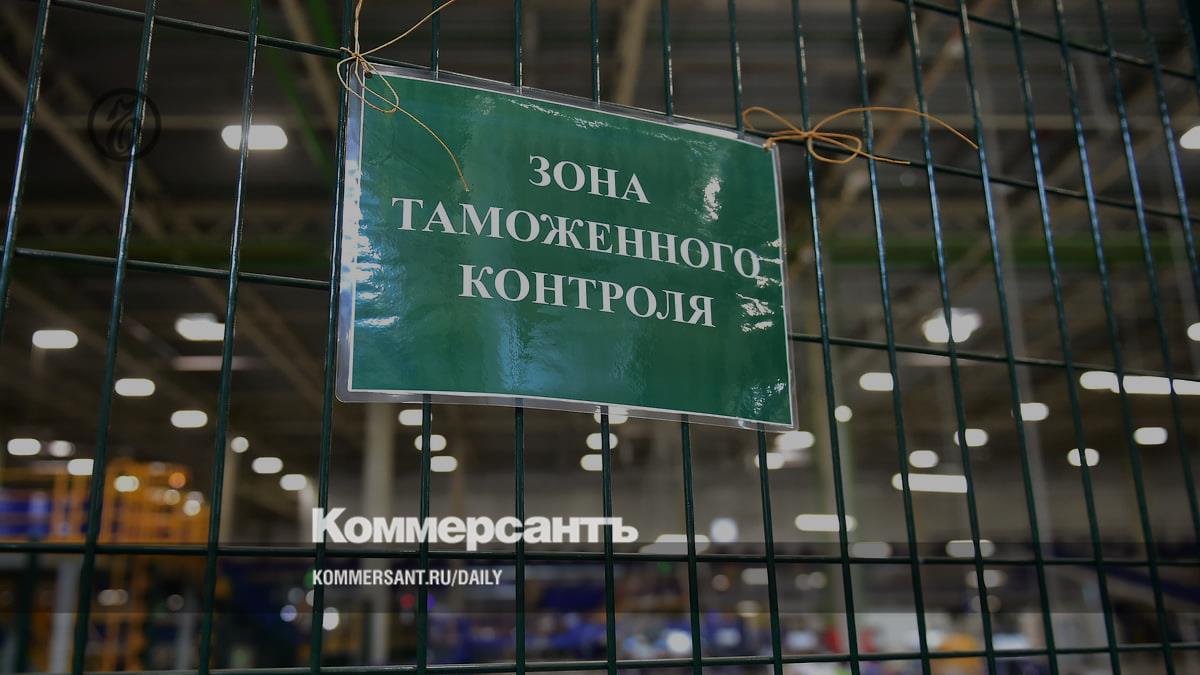 ЗОНА
ТАМОЖЕННОГО
КОНТРОЛЯ
Коммерсантъ
KOMMERSANT.RU/DAILY